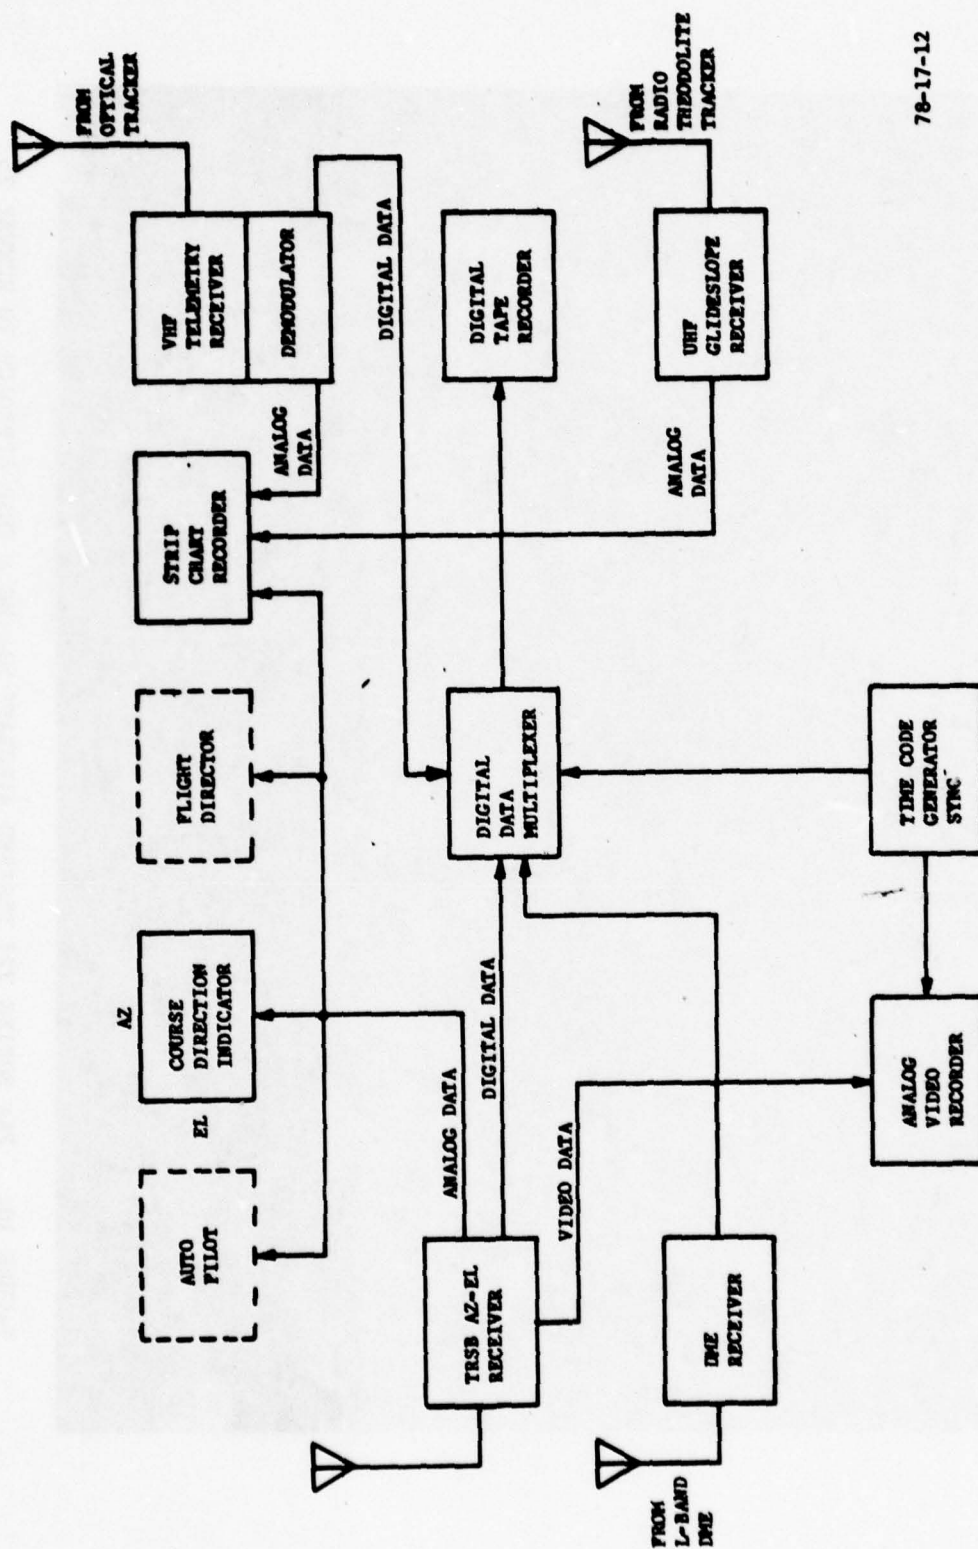 AUTO
PILOT
EL
AZ
COURSE
DIRECTION
INDICATOR
FLIGHT
DIRECTOR
STRIP
CHART
RECORDER
VHF
TELEMETRY
RECEIVER
DEMODULATOR
FROM
OPTICAL
TRACKER
ANALOG
DATA
DIGITAL DATA
TRSB AZ-EL
RECEIVER
ANALOG DATA
DIGITAL DATA
VIDEO DATA
DIGITAL
DATA
MULTIPLEXER
DIGITAL
TAPE
RECORDER
FROM
L-BAND
DME
DME
RECEIVER
ANALOG
DATA
UHF
GLIDESLOPE
RECEIVER
FROM
RADIO
THEODOLITE
TRACKER
ANALOG
VIDEO
RECORDER
TIME CODE
GENERATOR
SYNC
78-17-12